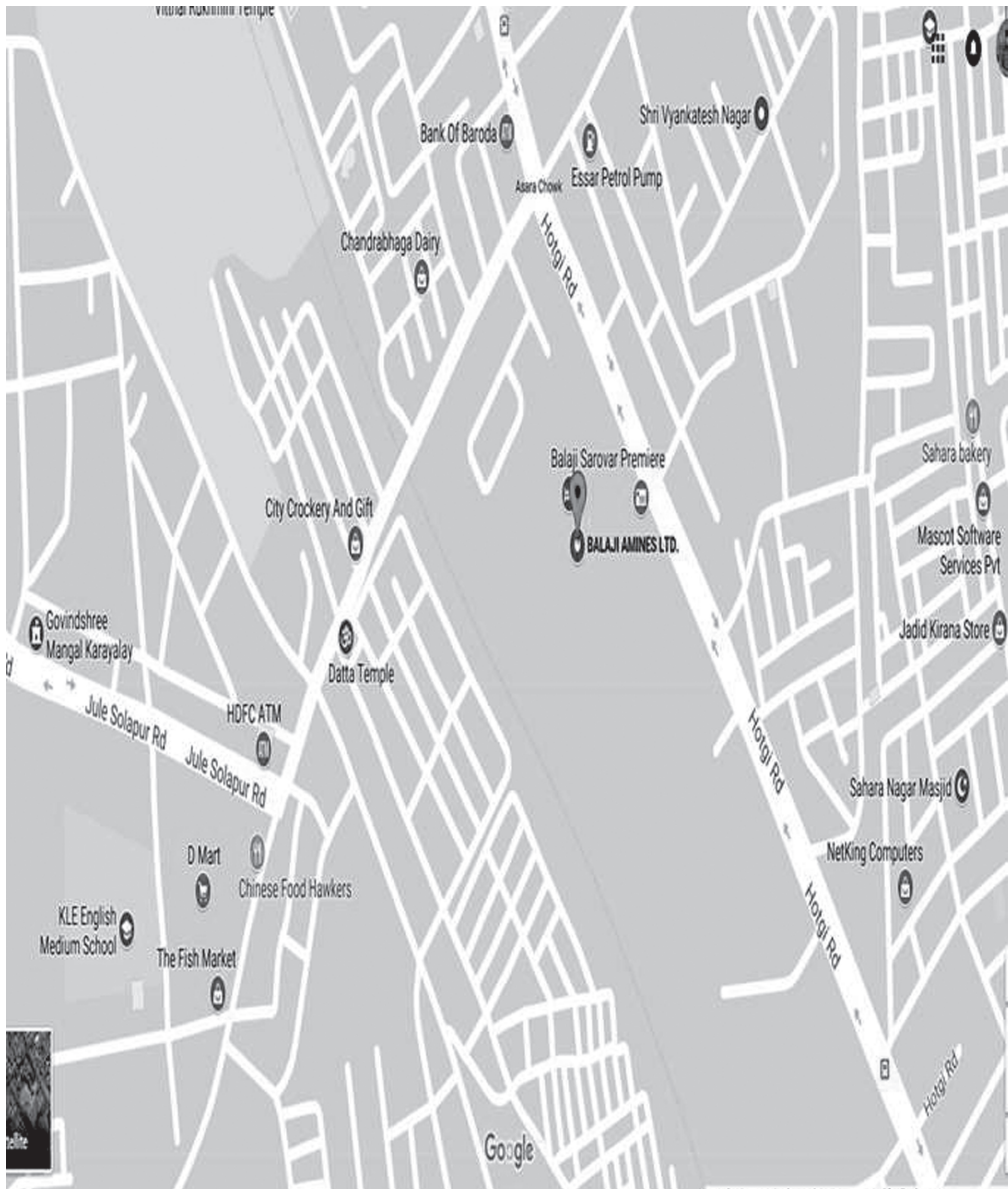 Vitthal Rukhmini Temple
Bank Of Baroda
Shri Vyankatesh Nagar
Essar Petrol Pump
Asara Chowk
Hotgi Rd
Chandrabhaga Dairy
Balaji Sarovar Premiere
Sahara bakery
City Crockery And Gift
BALAJI AMINES LTD.
Mascot Software
Services Pvt
Govindshree
Mangal Karayalay
Jadid Kirana Store
Datta Temple
Jule Solapur Rd
HDFC ATM
Jule Solapur Rd
Hotgi Rd
Sahara Nagar Masjid
D Mart
Chinese Food Hawkers
NetKing Computers
KLE English
Medium School
The Fish Market
Hotgi Rd
Hotgi Rd
Google